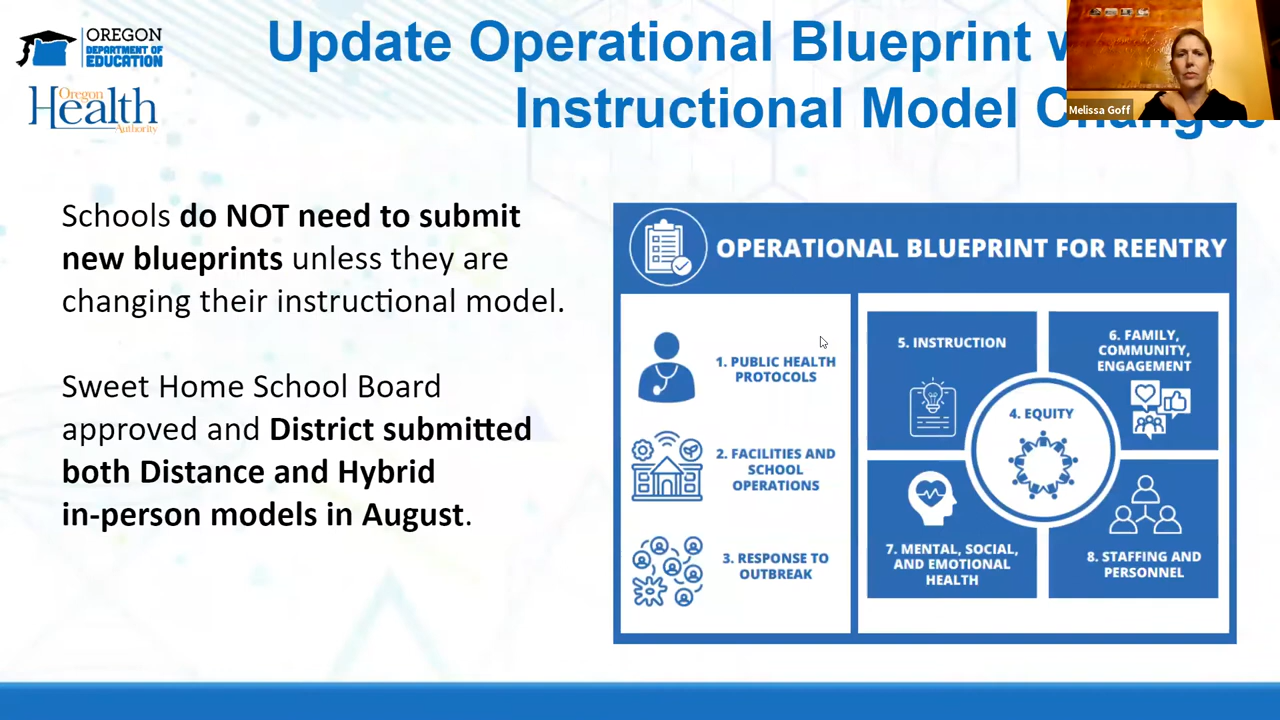 OREGON
DEPARTMENT OF
EDUCATION
Oregon
Health
Authority
Update Operational Blueprint
Instructional Model Changes
Melissa Goff
Schools do NOT need to submit
new blueprints unless they are
changing their instructional model.
Sweet Home School Board
approved and District submitted
both Distance and Hybrid
in-person models in August.
OPERATIONAL BLUEPRINT FOR REENTRY
1. PUBLIC HEALTH
PROTOCOLS
2. FACILITIES AND
SCHOOL
OPERATIONS
3. RESPONSE TO
OUTBREAK
4. EQUITY
5. INSTRUCTION
6. FAMILY,
COMMUNITY,
ENGAGEMENT
7. MENTAL, SOCIAL,
AND EMOTIONAL
HEALTH
8. STAFFING AND
PERSONNEL